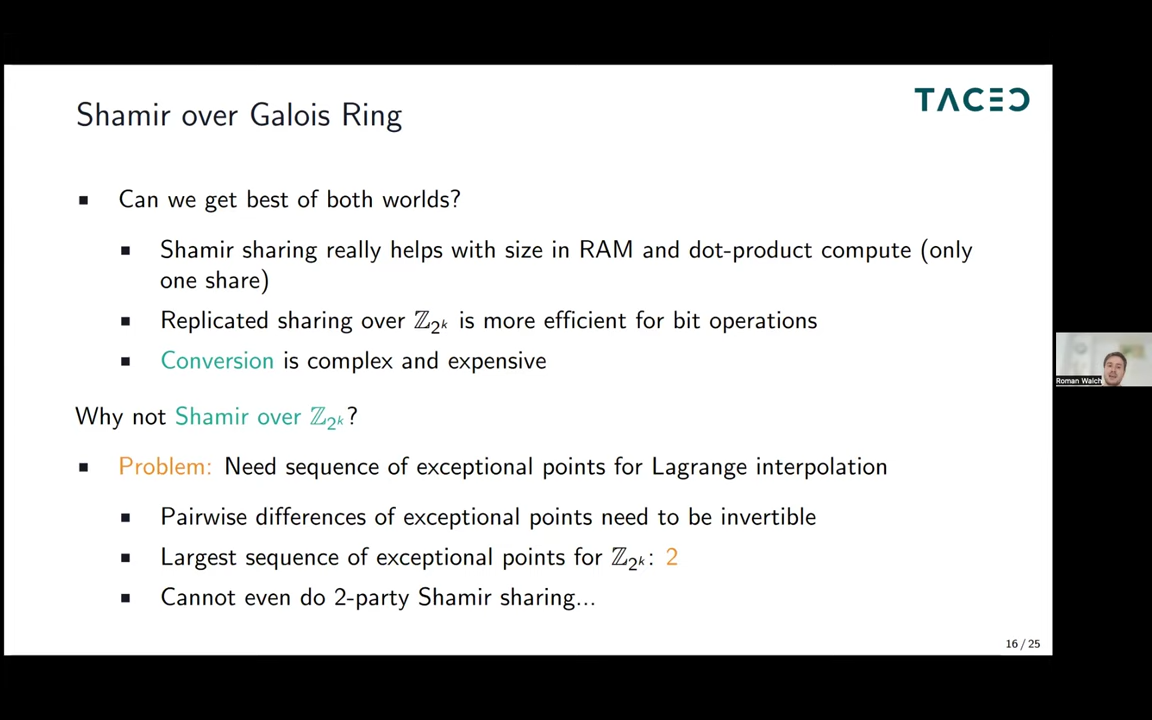 Shamir over Galois Ring
TACEO
■ Can we get best of both worlds?
■ Shamir sharing really helps with size in RAM and dot-product compute (only
one share)
■ Replicated sharing over ℤ₂ᵏ is more efficient for bit operations
■ Conversion is complex and expensive
Why not Shamir over ℤ₂ᵏ?
■ Problem: Need sequence of exceptional points for Lagrange interpolation
■ Pairwise differences of exceptional points need to be invertible
■ Largest sequence of exceptional points for ℤ₂ᵏ: 2
■ Cannot even do 2-party Shamir sharing...
16 / 25
Roman Walch